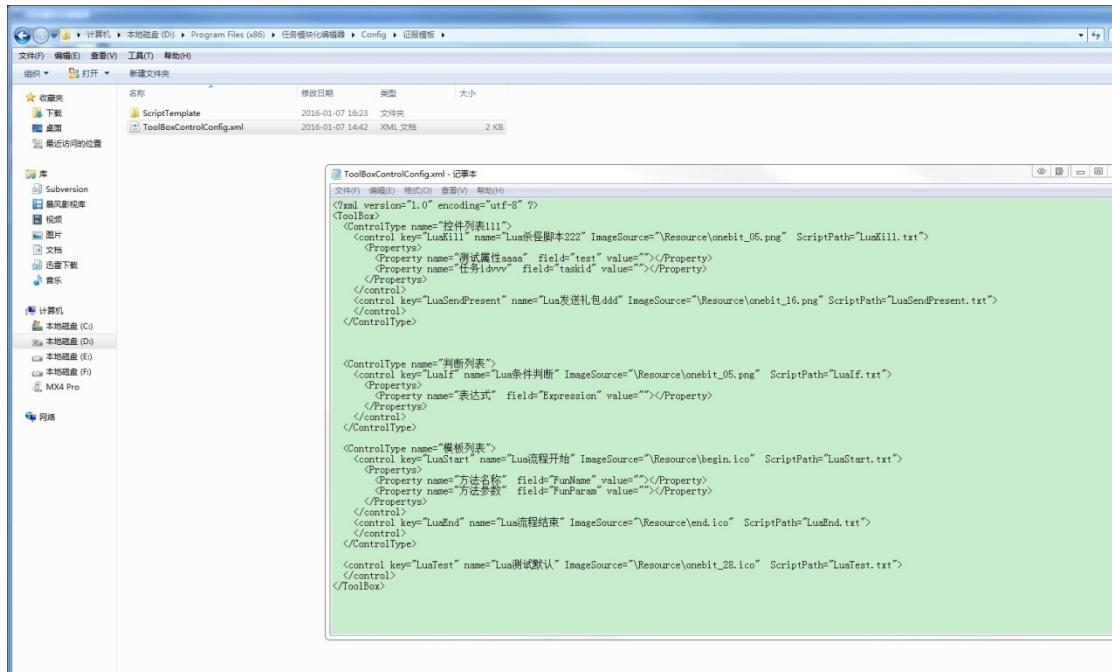 计算机 ▸ 本地磁盘 (D:) ▸ Program Files (x86) ▸ 任务模块化编辑器 ▸ Config ▸ 征服模板 ▸
文件(F) 编辑(E) 查看(V) 工具(T) 帮助(H)
组织 打开 新建文件夹
收藏夹
下载
桌面
最近访问的位置
库
Subversion
暴风影视库
视频
图片
文档
迅雷下载
音乐
计算机
本地磁盘 (C:)
本地磁盘 (D:)
本地磁盘 (E:)
本地磁盘 (F:)
MX4 Pro
网络
名称 修改日期 类型 大小
ScriptTemplate 2016-01-07 16:23 文件夹
ToolBoxControlConfig.xml 2016-01-07 14:42 XML 文档 2 KB
ToolBoxControlConfig.xml - 记事本
文件(F) 编辑(E) 格式(O) 查看(V) 帮助(H)
<?xml version="1.0" encoding="utf-8" ?>
<ToolBox>
<ControlType name="控件列表111">
<control key="LuaKill" name="Lua杀怪脚本222" ImageSource="\Resource\onebit_05.png" ScriptPath="LuaKill.txt">
<Propertys>
<Property name="测试属性aaaa" field="test" value=""></Property>
<Property name="任务idvvv" field="taskid" value=""></Property>
</Propertys>
</control>
<control key="LuaSendPresent" name="Lua发送礼包ddd" ImageSource="\Resource\onebit_16.png" ScriptPath="LuaSendPresent.txt">
</control>
</ControlType>
<ControlType name="判断列表">
<control key="LuaIf" name="Lua条件判断" ImageSource="\Resource\onebit_05.png" ScriptPath="LuaIf.txt">
<Propertys>
<Property name="表达式" field="Expression" value=""></Property>
</Propertys>
</control>
</ControlType>
<ControlType name="模板列表">
<control key="LuaStart" name="Lua流程开始" ImageSource="\Resource\begin.ico" ScriptPath="LuaStart.txt">
<Propertys>
<Property name="方法名称" field="FunName" value=""></Property>
<Property name="方法参数" field="FunParam" value=""></Property>
</Propertys>
</control>
<control key="LuaEnd" name="Lua流程结束" ImageSource="\Resource\end.ico" ScriptPath="LuaEnd.txt">
</control>
</ControlType>
<control key="LuaTest" name="Lua测试默认" ImageSource="\Resource\onebit_28.ico" ScriptPath="LuaTest.txt">
</control>
</ToolBox>